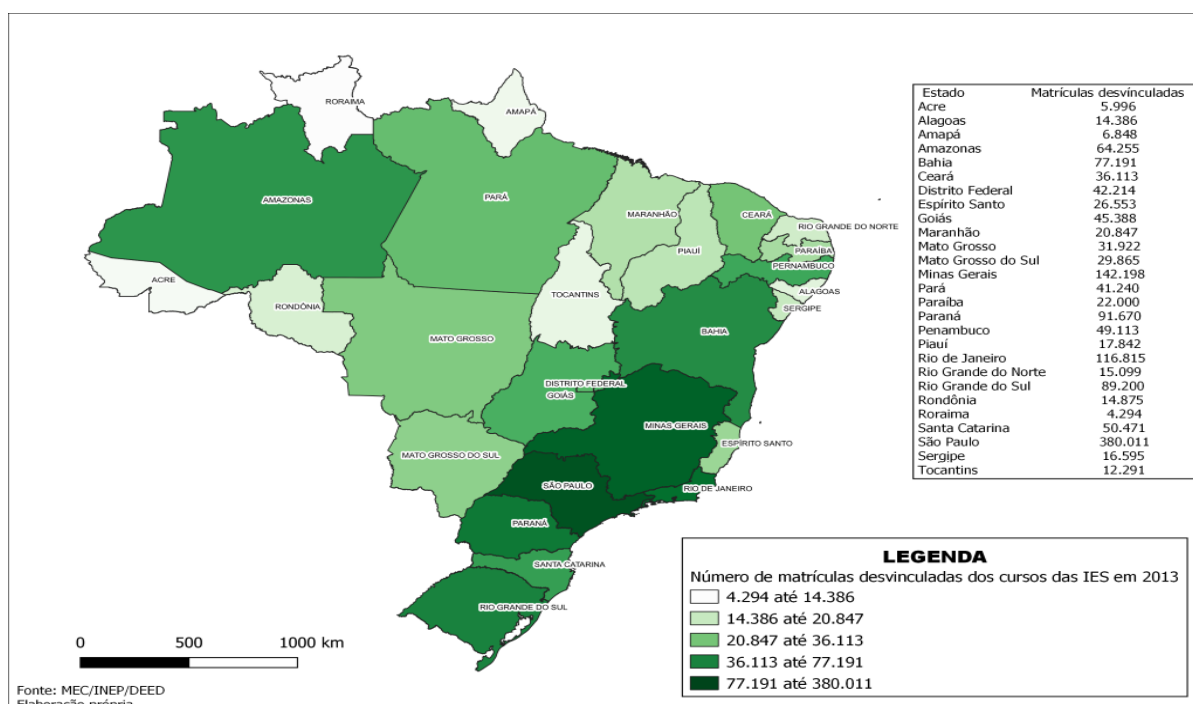 RORAIMA
AMAPÁ
AMAZONAS
PARÁ
MARANHÃO
CEARÁ
RIO GRANDE DO NORTE
PIAUÍ
PARAÍBA
PERNAMBUCO
ACRE
RONDÔNIA
TOCANTINS
ALAGOAS
SERGIPE
BAHIA
MATO GROSSO
DISTRITO FEDERAL
GOIÁS
MINAS GERAIS
ESPÍRITO SANTO
MATO GROSSO DO SUL
SÃO PAULO
RIO DE JANEIRO
PARANÁ
SANTA CATARINA
RIO GRANDE DO SUL
Estado Matrículas desvínculadas
Acre 5.996
Alagoas 14.386
Amapá 6.848
Amazonas 64.255
Bahia 77.191
Ceará 36.113
Distrito Federal 42.214
Espírito Santo 26.553
Goiás 45.388
Maranhão 20.847
Mato Grosso 31.922
Mato Grosso do Sul 29.865
Minas Gerais 142.198
Pará 41.240
Paraíba 22.000
Paraná 91.670
Penambuco 49.113
Piauí 17.842
Rio de Janeiro 116.815
Rio Grande do Norte 15.099
Rio Grande do Sul 89.200
Rondônia 14.875
Roraima 4.294
Santa Catarina 50.471
São Paulo 380.011
Sergipe 16.595
Tocantins 12.291
LEGENDA
Número de matrículas desvinculadas dos cursos das IES em 2013
4.294 até 14.386
14.386 até 20.847
20.847 até 36.113
36.113 até 77.191
77.191 até 380.011
0 500 1000 km
Fonte: MEC/INEP/DEED
Elaboração própria